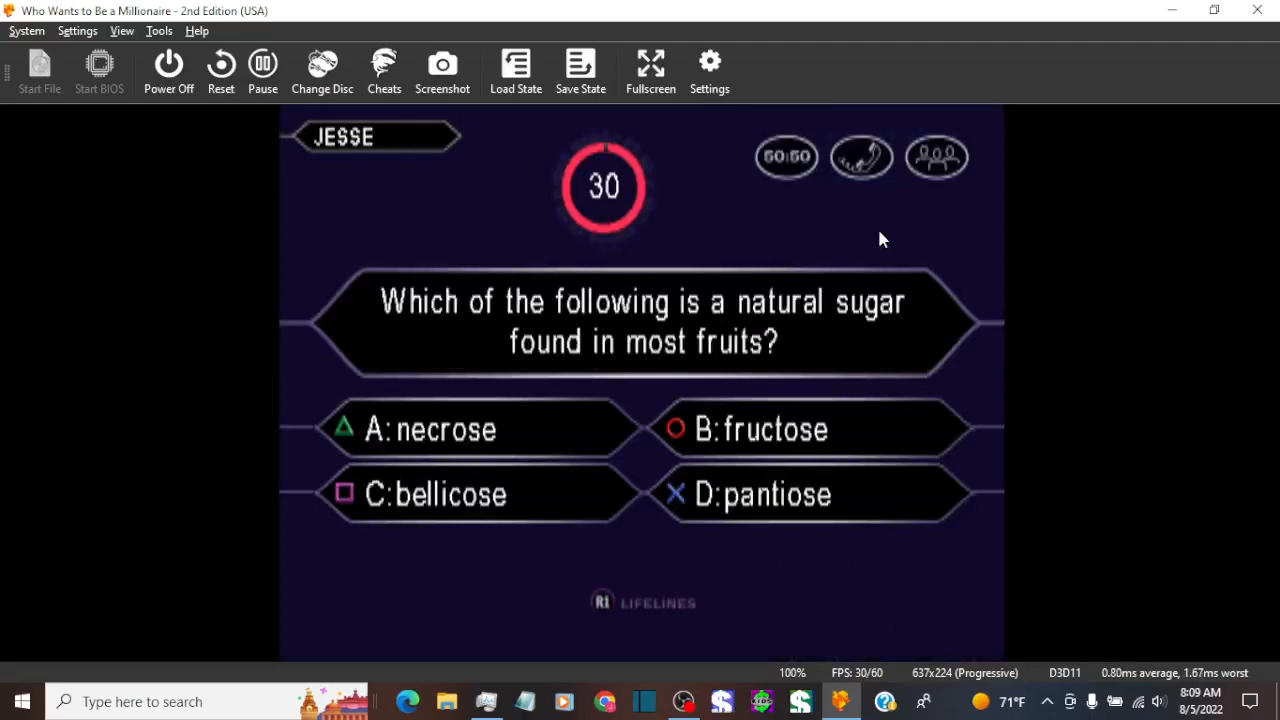 Who Wants to Be a Millionaire - 2nd Edition (USA)
System Settings View Tools Help
Start File Start BIOS Power Off Reset Pause Change Disc Cheats Screenshot Load State Save State Fullscreen Settings
JESSE
30
50:50
Which of the following is a natural sugar
found in most fruits?
A: necrose
B: fructose
C: bellicose
D: pantiose
R1 LIFELINES
100% FPS: 30/60 637x224 (Progressive) D3D11 0.80ms average, 1.67ms worst
Type here to search
KIDS
71°F
8:09 AM
8/5/2022